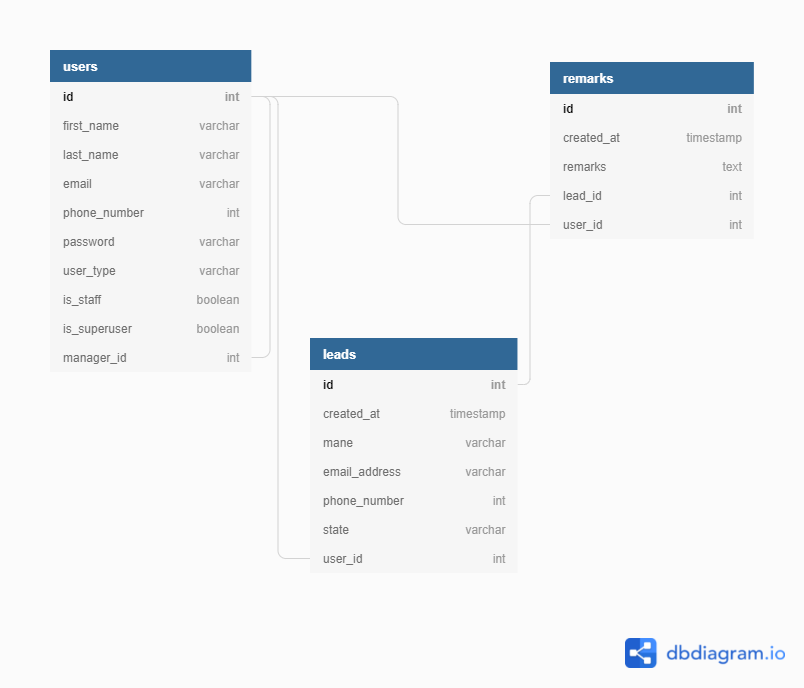 users
id int
first_name varchar
last_name varchar
email varchar
phone_number int
password varchar
user_type varchar
is_staff boolean
is_superuser boolean
manager_id int
remarks
id int
created_at timestamp
remarks text
lead_id int
user_id int
leads
id int
created_at timestamp
mane varchar
email_address varchar
phone_number int
state varchar
user_id int
dbdiagram.io